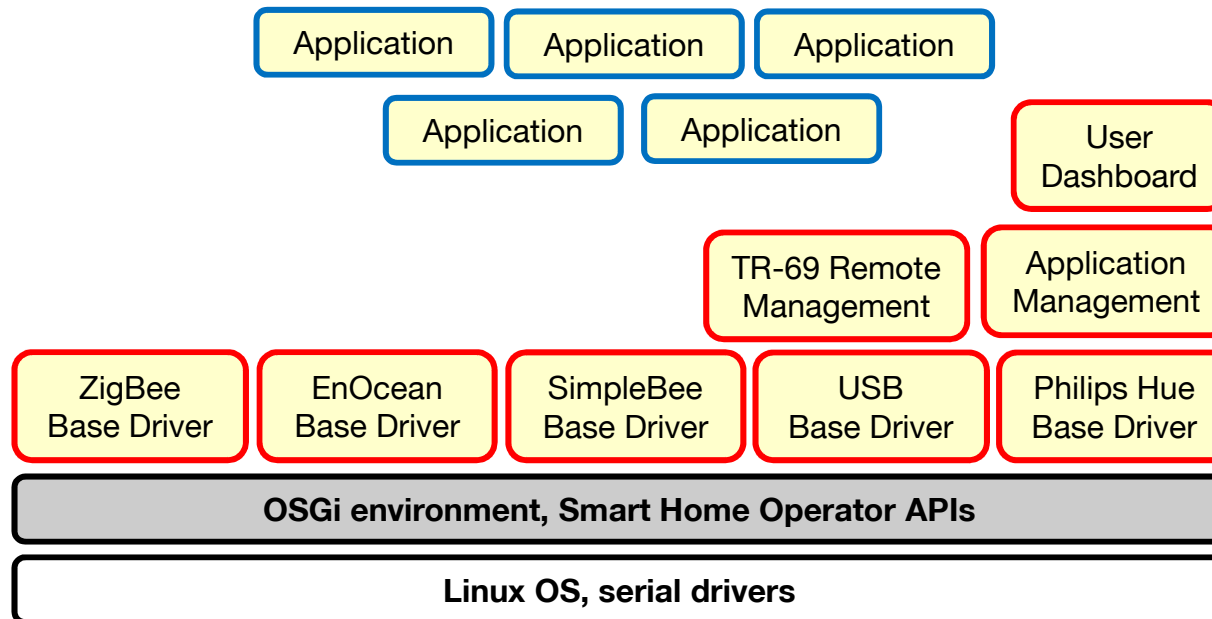 Application
Application
Application
Application
Application
User
Dashboard
TR-69 Remote
Management
Application
Management
ZigBee
Base Driver
EnOcean
Base Driver
SimpleBee
Base Driver
USB
Base Driver
Philips Hue
Base Driver
OSGi environment, Smart Home Operator APIs
Linux OS, serial drivers